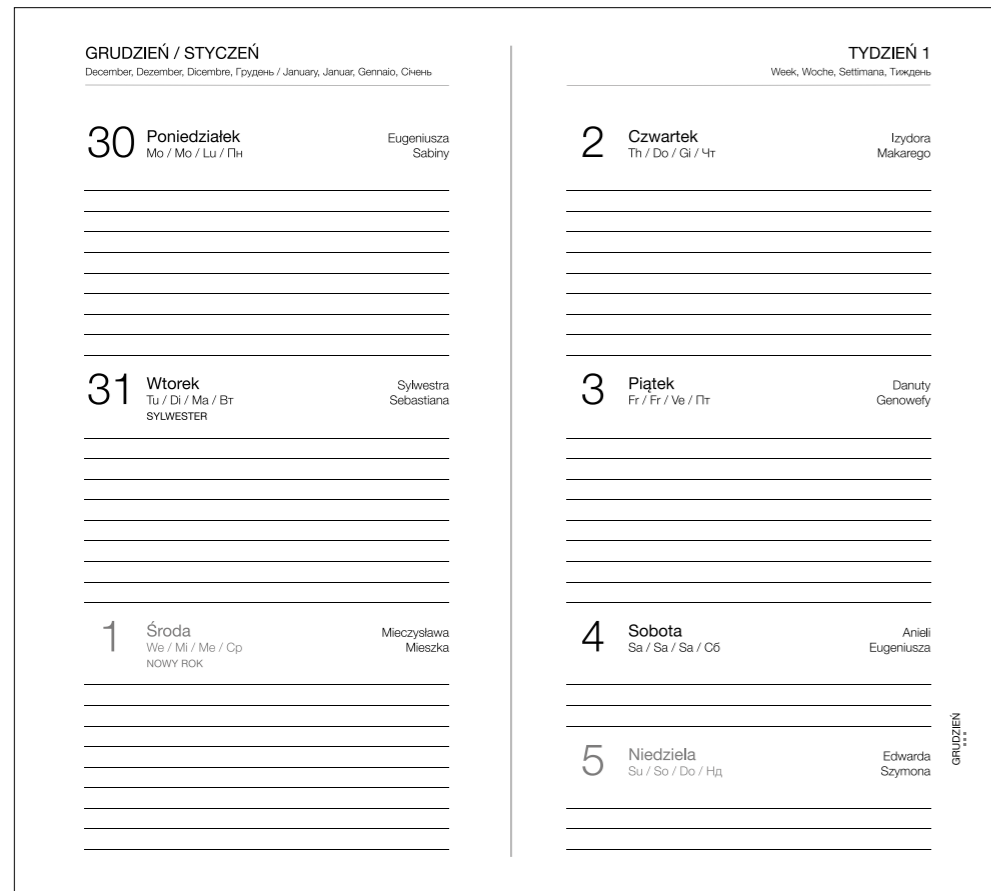 GRUDZIEŃ / STYCZEŃ
December, Dezember, Dicembre, Грудень / January, Januar, Gennaio, Січень
30 Poniedziałek
Mo / Mo / Lu / Пн
Eugeniusza
Sabiny
31 Wtorek
Tu / Di / Ma / Вт
SYLWESTER
Sylwestra
Sebastiana
1 Środa
We / Mi / Me / Ср
NOWY ROK
Mieczysława
Mieszka
TYDZIEŃ 1
Week, Woche, Settimana, Тиждень
2 Czwartek
Th / Do / Gi / Чт
Izydora
Makarego
3 Piątek
Fr / Fr / Ve / Пт
Danuty
Genowefy
4 Sobota
Sa / Sa / Sa / Сб
Anieli
Eugeniusza
5 Niedziela
Su / So / Do / Нд
Edwarda
Szymona
GRUDZIEŃ